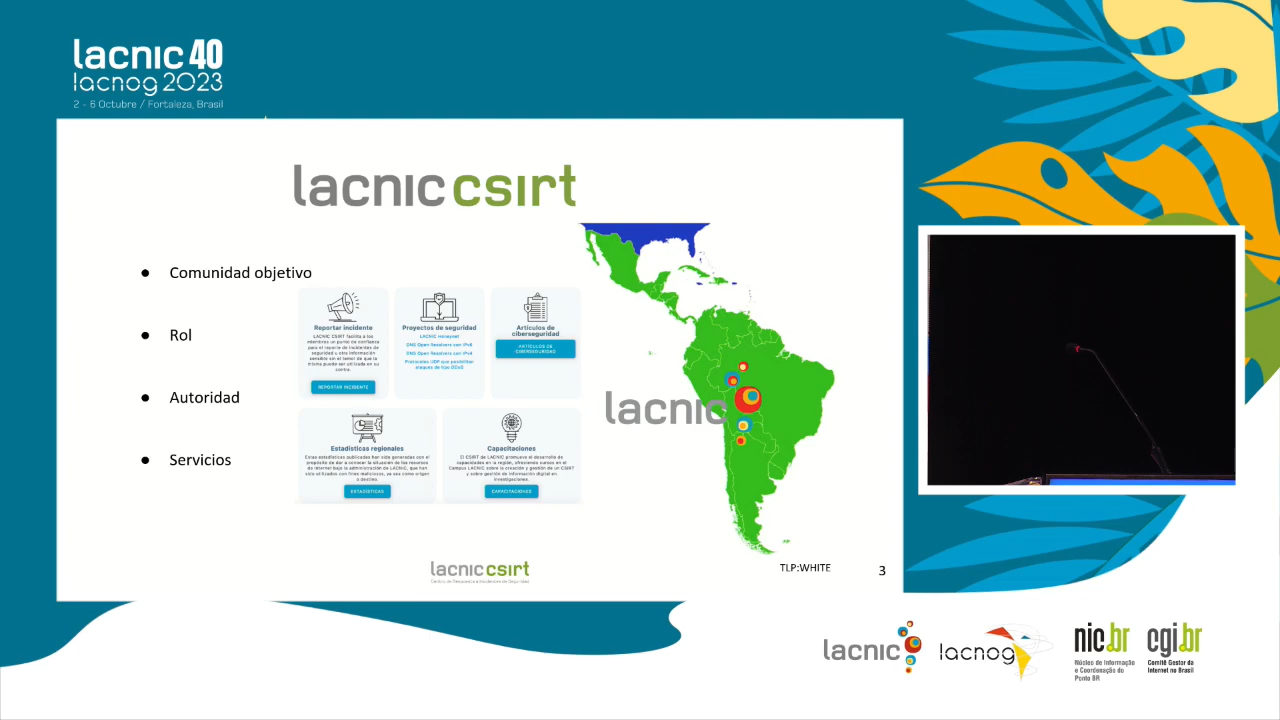 lacnic 40
lacnog 2023
2 - 6 Octubre / Fortaleza, Brasil
lacnic csirt
● Comunidad objetivo
● Rol
● Autoridad
● Servicios
Reportar incidente
LACNIC CSIRT facilita a los
miembros un punto de confianza
para el reporte de incidentes de
seguridad u otra información
sensible sin el temor de que la
misma pueda ser utilizada en su
contra.
REPORTAR INCIDENTE
Proyectos de seguridad
LACNIC Honeynet
DNS Open Resolvers con IPv6
DNS Open Resolvers con IPv4
Protocolos UDP que posibilitan
ataques de tipo DDoS
Artículos de
ciberseguridad
ARTÍCULOS DE
CIBERSEGURIDAD
Estadísticas regionales
Estas estadísticas publicadas han sido generadas con el
propósito de dar a conocer la situación de los recursos
de Internet bajo la administración de LACNIC, que han
sido utilizados con fines maliciosos, ya sea como origen
o destino.
ESTADÍSTICAS
Capacitaciones
El CSIRT de LACNIC promueve el desarrollo de
capacidades en la región, ofreciendo cursos en el
Campus LACNIC sobre la creación y gestión de un CSIRT
y sobre gestión de información digital en
investigaciones.
CAPACITACIONES
lacnic
lacnic csirt
Centro de Respuesta a Incidentes de Seguridad
TLP:WHITE
3
lacnic
lacnog
nic.br
Núcleo de Informação
e Coordenação do
Ponto BR
cgi.br
Comitê Gestor da
Internet no Brasil